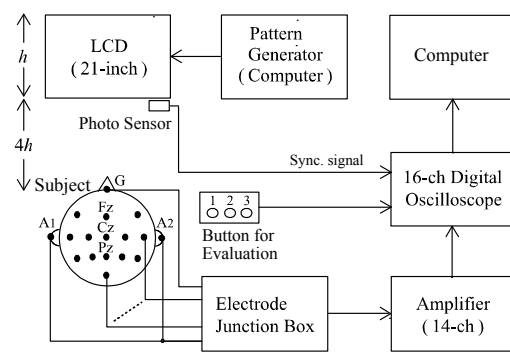 h
4h
LCD
( 21-inch )
Pattern
Generator
( Computer )
Computer
Photo Sensor
Sync. signal
16-ch Digital
Oscilloscope
Subject
G
A1
A2
Fz
Cz
Pz
1 2 3
Button for
Evaluation
Electrode
Junction Box
Amplifier
( 14-ch )